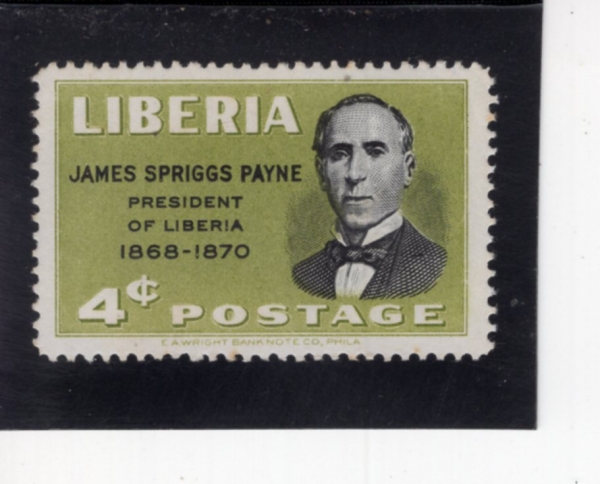 LIBERIA
JAMES SPRIGGS PAYNE
PRESIDENT
OF LIBERIA
1868-1870
4¢ POSTAGE
E.A.WRIGHT BANK NOTE CO., PHILA.